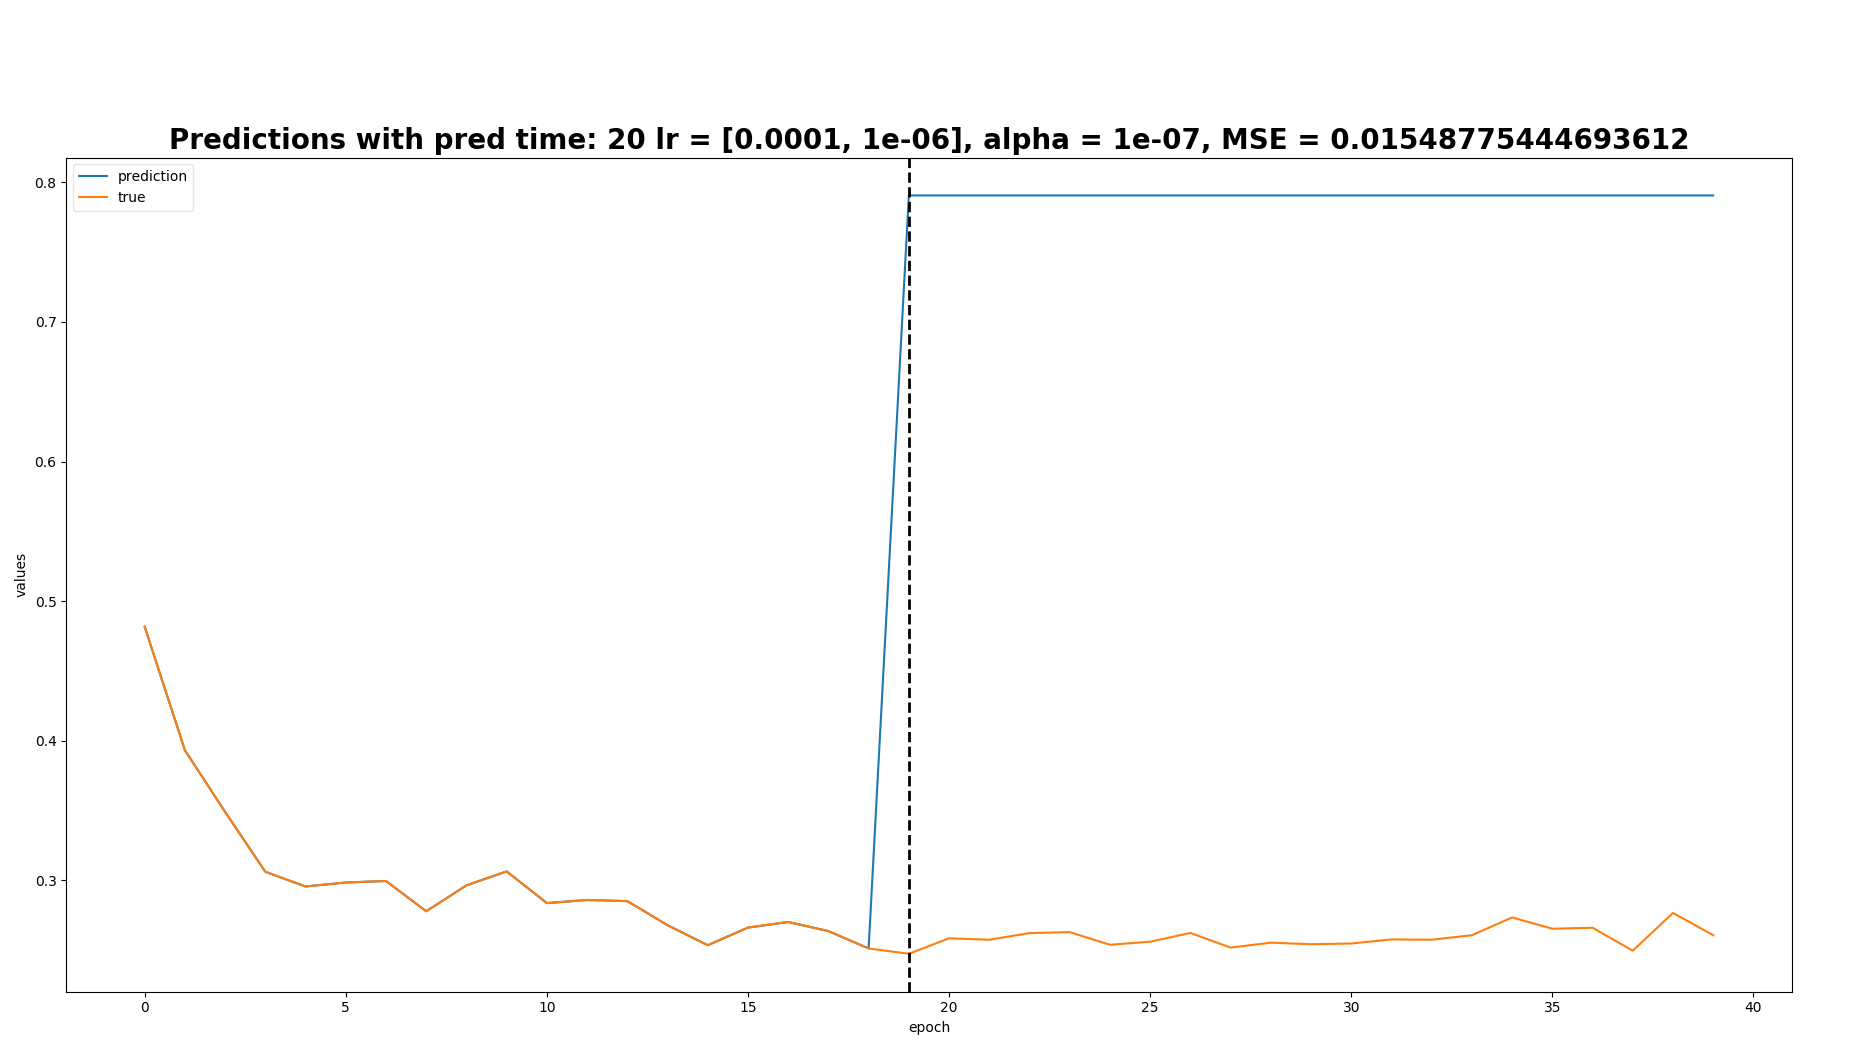 Predictions with pred time: 20 lr = [0.0001, 1e-06], alpha = 1e-07, MSE = 0.01548775444693612
prediction
true
0.8
0.7
0.6
0.5
0.4
0.3
values
0 5 10 15 20 25 30 35 40
epoch